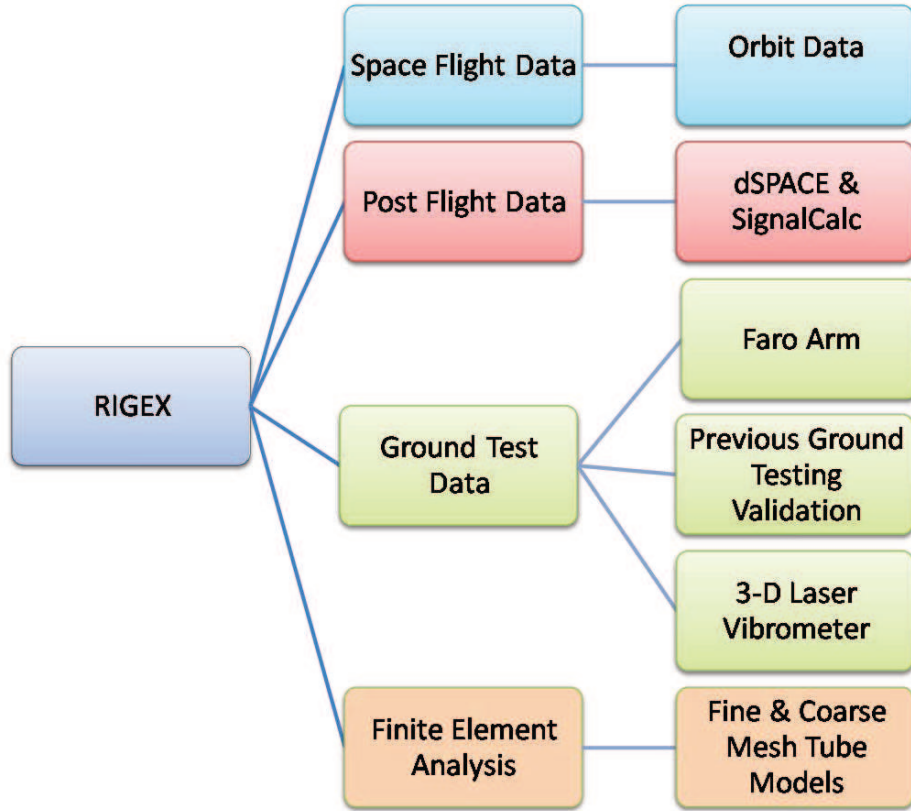 Space Flight Data
Orbit Data
Post Flight Data
dSPACE &
SignalCalc
RIGEX
Ground Test
Data
Faro Arm
Previous Ground
Testing
Validation
3-D Laser
Vibrometer
Finite Element
Analysis
Fine & Coarse
Mesh Tube
Models